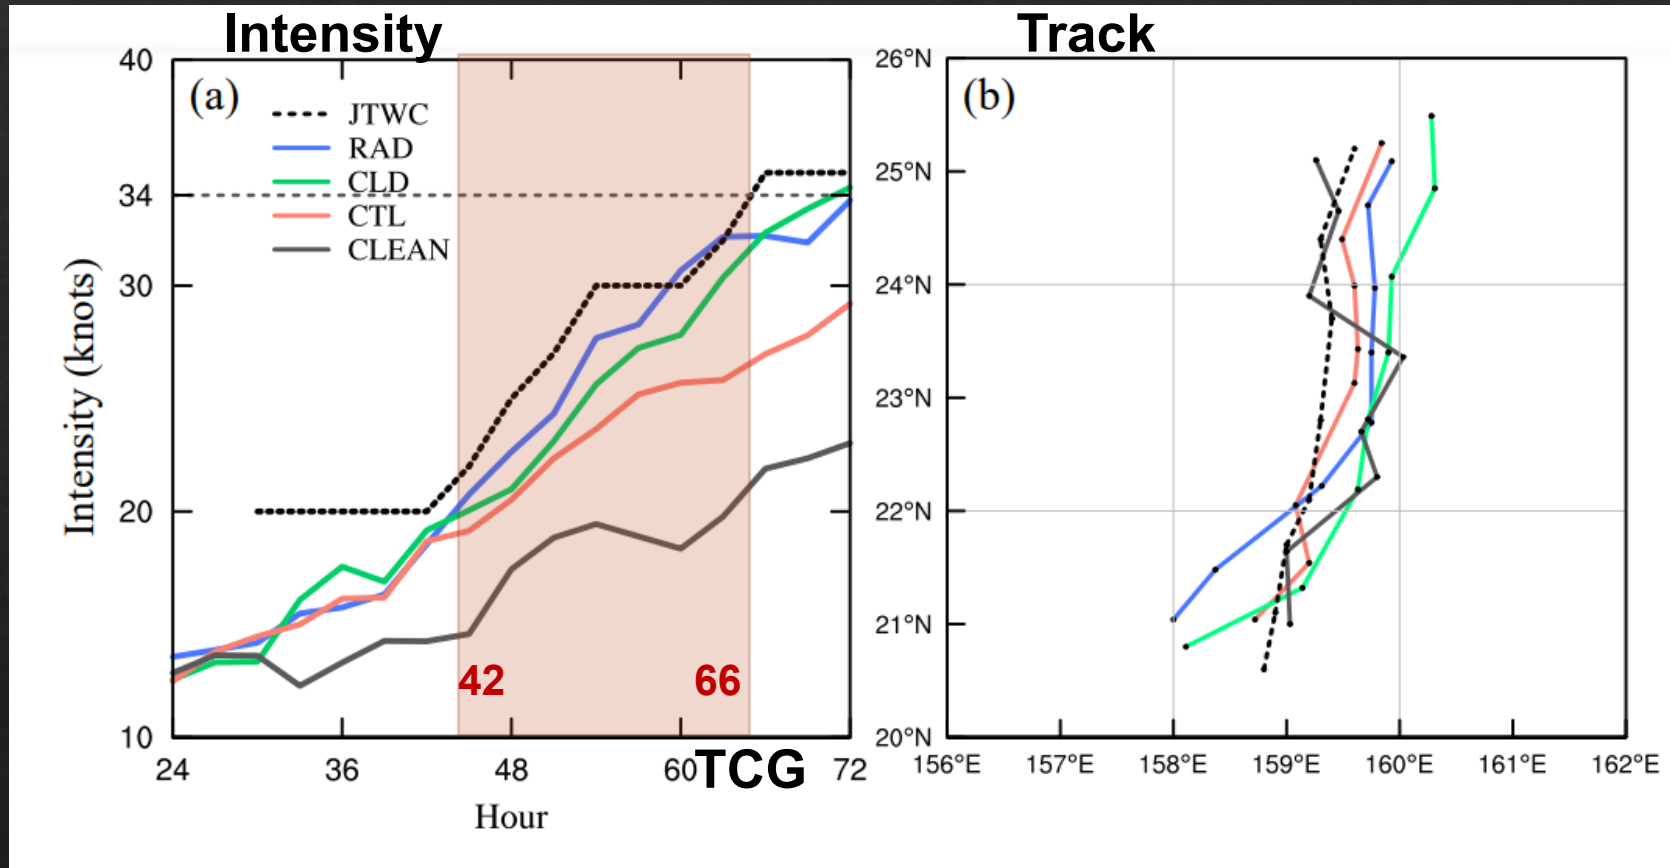 Intensity
Track
(a)
JTWC
RAD
CLD
CTL
CLEAN
40
34
30
20
10
Intensity (knots)
42
66
24
36
48
60
TCG
72
Hour
(b)
26°N
25°N
24°N
23°N
22°N
21°N
20°N
156°E
157°E
158°E
159°E
160°E
161°E
162°E